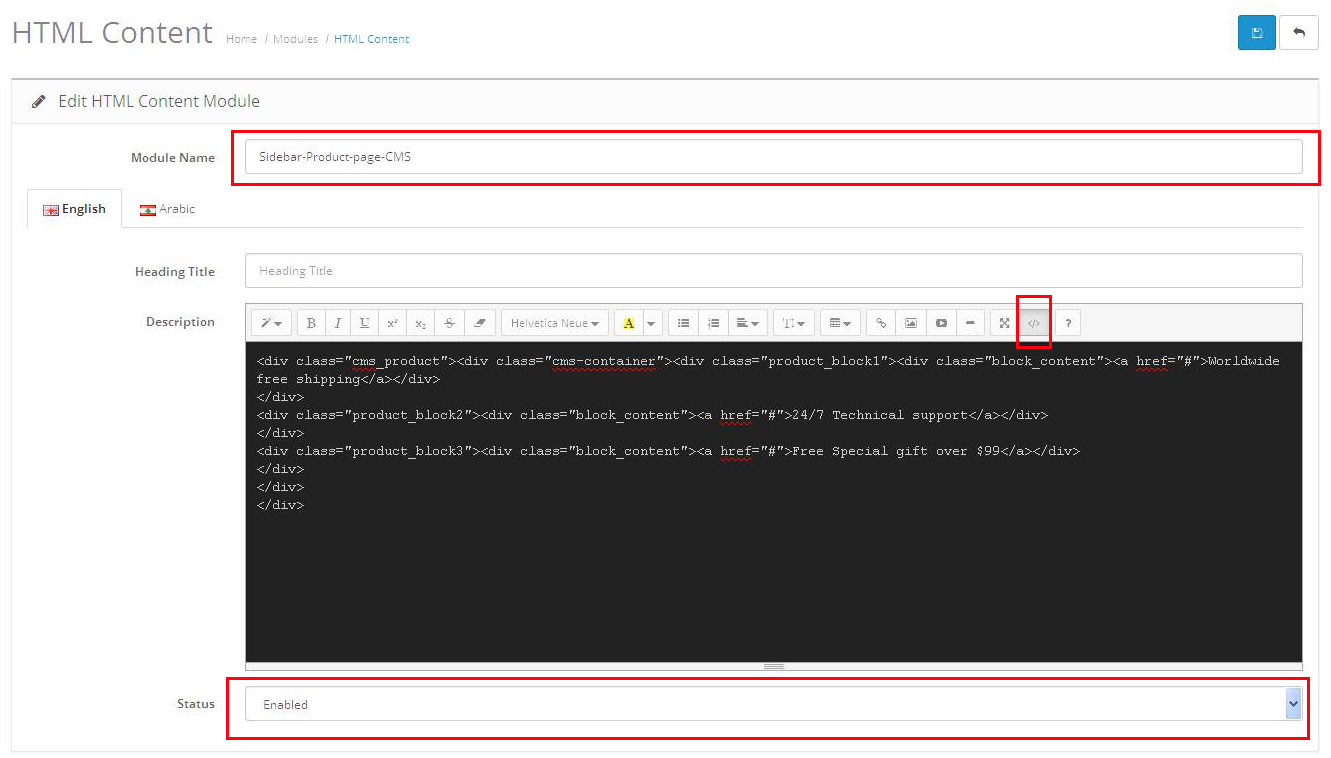 HTML Content Home / Modules / HTML Content
Edit HTML Content Module
Module Name Sidebar-Product-page-CMS
English Arabic
Heading Title Heading Title
Description
B I U x² x₂ S Helvetica Neue A T </> ?
<div class="cms_product"><div class="cms-container"><div class="product_block1"><div class="block_content"><a href="#">Worldwide
free shipping</a></div>
</div>
<div class="product_block2"><div class="block_content"><a href="#">24/7 Technical support</a></div>
</div>
<div class="product_block3"><div class="block_content"><a href="#">Free Special gift over $99</a></div>
</div>
</div>
</div>
Status Enabled